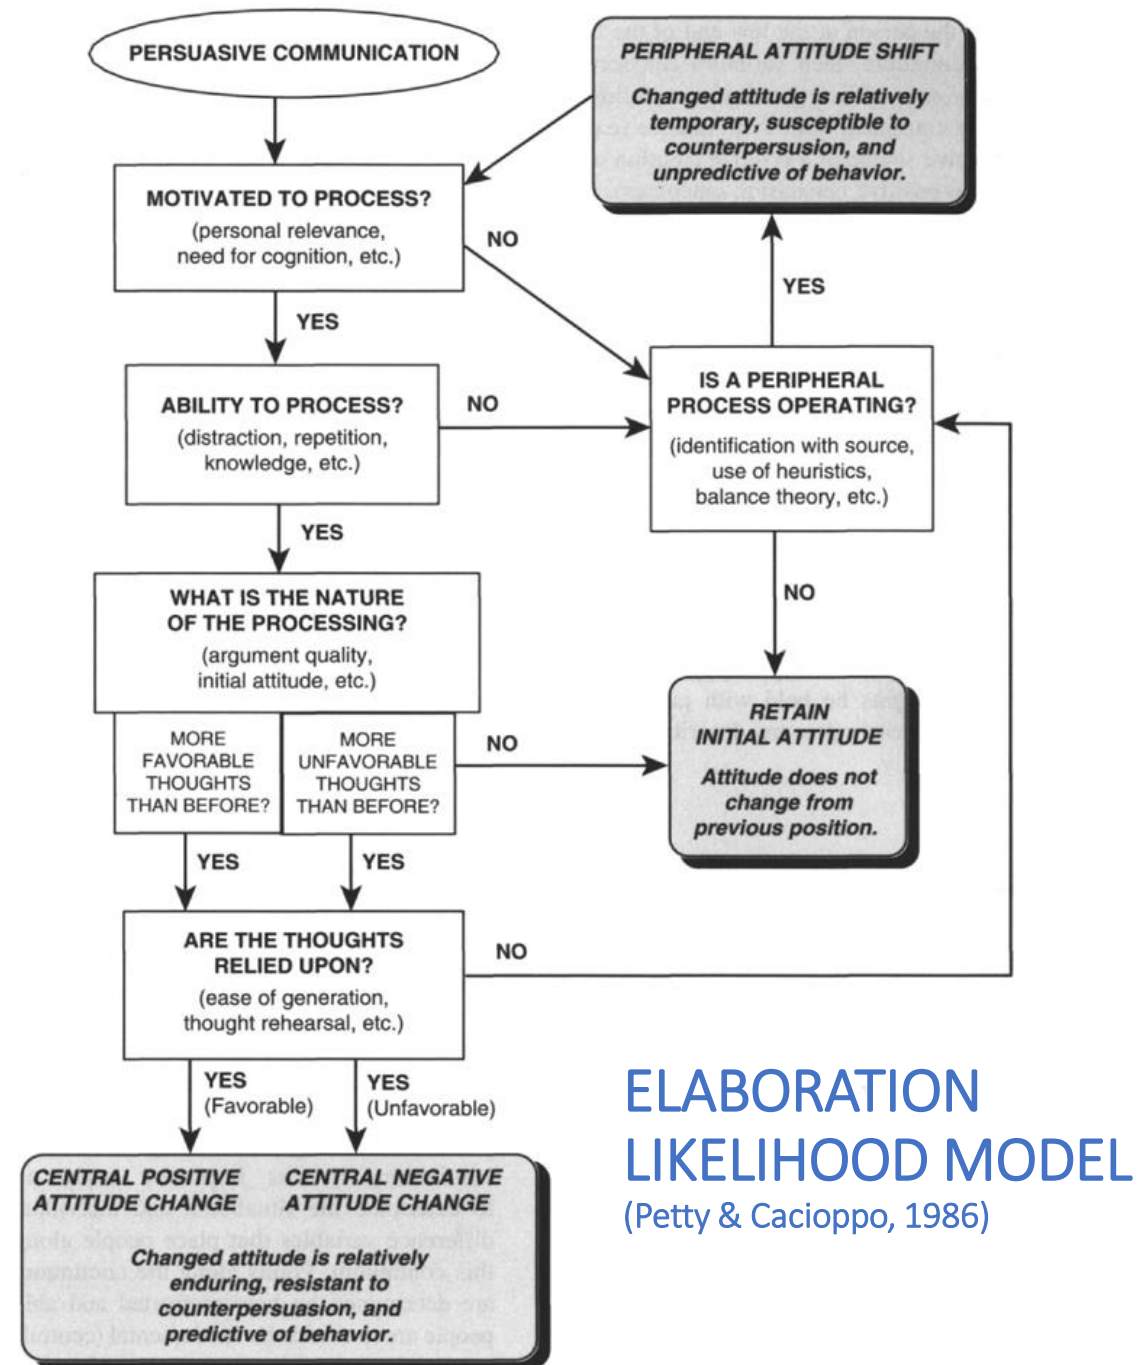 PERSUASIVE COMMUNICATION
PERIPHERAL ATTITUDE SHIFT
Changed attitude is relatively
temporary, susceptible to
counterpersusion, and
unpredictive of behavior.
MOTIVATED TO PROCESS?
(personal relevance,
need for cognition, etc.)
NO
YES
YES
ABILITY TO PROCESS?
(distraction, repetition,
knowledge, etc.)
NO
IS A PERIPHERAL
PROCESS OPERATING?
(identification with source,
use of heuristics,
balance theory, etc.)
YES
NO
WHAT IS THE NATURE
OF THE PROCESSING?
(argument quality,
initial attitude, etc.)
MORE
FAVORABLE
THOUGHTS
THAN BEFORE?
MORE
UNFAVORABLE
THOUGHTS
THAN BEFORE?
NO
RETAIN
INITIAL ATTITUDE
Attitude does not
change from
previous position.
YES
YES
ARE THE THOUGHTS
RELIED UPON?
(ease of generation,
thought rehearsal, etc.)
NO
YES
(Favorable)
YES
(Unfavorable)
CENTRAL POSITIVE
ATTITUDE CHANGE
CENTRAL NEGATIVE
ATTITUDE CHANGE
Changed attitude is relatively
enduring, resistant to
counterpersuasion, and
predictive of behavior.
ELABORATION
LIKELIHOOD MODEL
(Petty & Cacioppo, 1986)